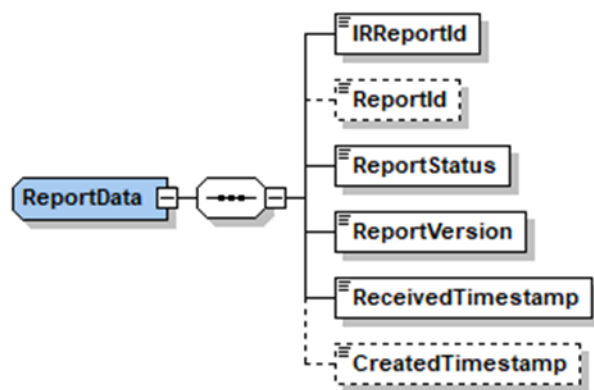 IRReportId
ReportId
ReportStatus
ReportData
ReportVersion
ReceivedTimestamp
CreatedTimestamp